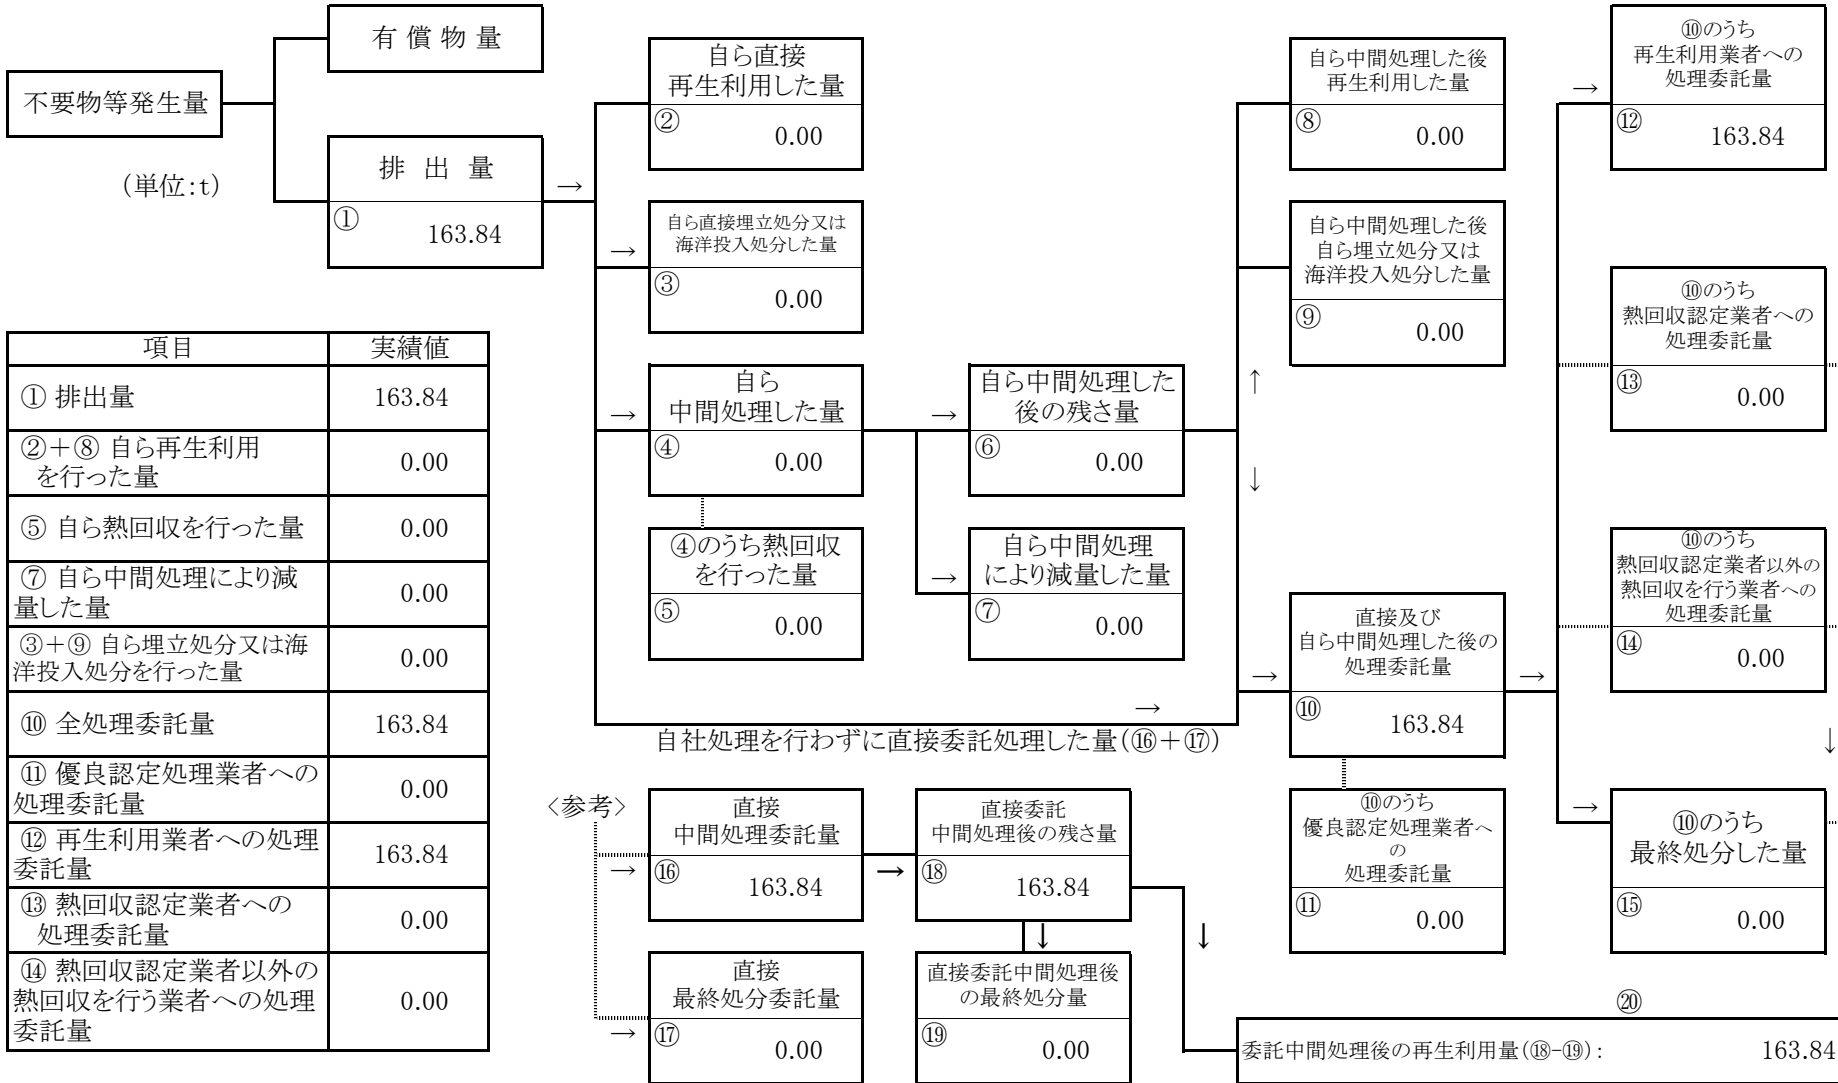 有 償 物 量
不要物等発生量
(単位:t)
排 出 量
①
163.84
→
自ら直接
再生利用した量
②
0.00
→
自ら直接埋立処分又は
海洋投入処分した量
③
0.00
→
自ら
中間処理した量
④
0.00
④のうち熱回収
を行った量
⑤
0.00
→
自ら中間処理した
後の残さ量
⑥
0.00
→
自ら中間処理
により減量した量
⑦
0.00
自ら中間処理した後
再生利用した量
⑧
0.00
自ら中間処理した後
自ら埋立処分又は
海洋投入処分した量
⑨
0.00
↑
↓
→
直接及び
自ら中間処理した後の
処理委託量
⑩
163.84
→
自社処理を行わずに直接委託処理した量(⑯+⑰)
→
⑩のうち
優良認定処理業者へ
の
処理委託量
⑪
0.00
→
⑩のうち
再生利用業者への
処理委託量
⑫
163.84
⑩のうち
熱回収認定業者への
処理委託量
⑬
0.00
⑩のうち
熱回収認定業者以外の
熱回収を行う業者への
処理委託量
⑭
0.00
↓
→
⑩のうち
最終処分した量
⑮
0.00
項目 実績値
① 排出量 163.84
②+⑧ 自ら再生利用
を行った量 0.00
⑤ 自ら熱回収を行った量 0.00
⑦ 自ら中間処理により減
量した量 0.00
③+⑨ 自ら埋立処分又は海
洋投入処分を行った量 0.00
⑩ 全処理委託量 163.84
⑪ 優良認定処理業者への
処理委託量 0.00
⑫ 再生利用業者への処理
委託量 163.84
⑬ 熱回収認定業者への
処理委託量 0.00
⑭ 熱回収認定業者以外の
熱回収を行う業者への処理
委託量 0.00
〈参考〉
→
直接
中間処理委託量
⑯
163.84
→
直接委託
中間処理後の残さ量
⑱
163.84
↓
↓
→
直接
最終処分委託量
⑰
0.00
直接委託中間処理後
の最終処分量
⑲
0.00
⑳
委託中間処理後の再生利用量(⑱-⑲): 163.84